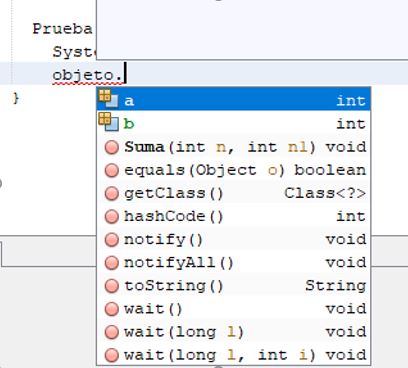 Prueba
Syste
objeto.
}
a int
b int
Suma(int n, int n1) void
equals(Object o) boolean
getClass() Class<?>
hashCode() int
notify() void
notifyAll() void
toString() String
wait() void
wait(long l) void
wait(long l, int i) void